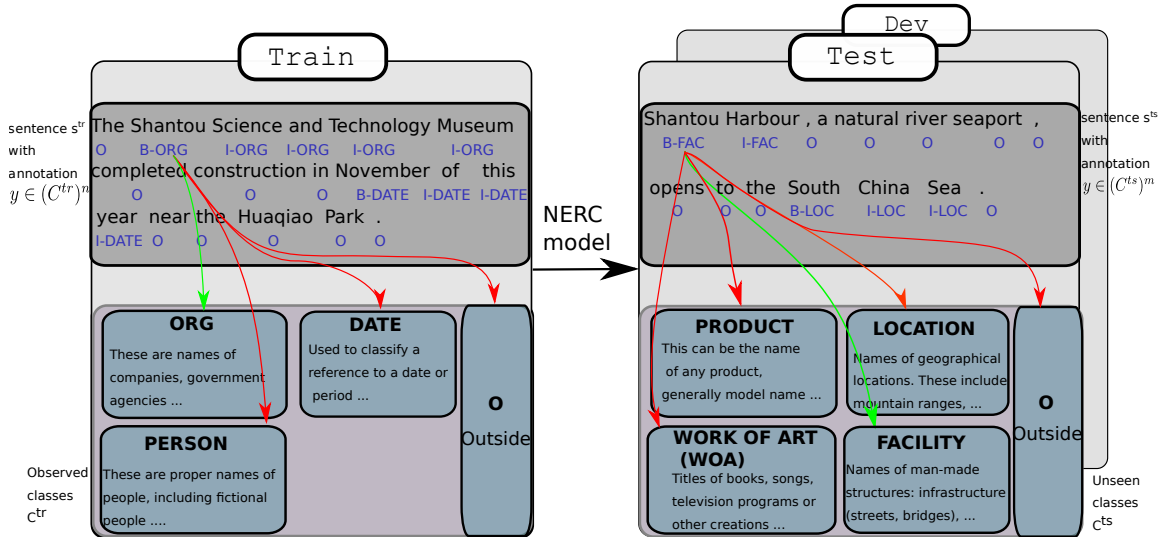 Train
sentence s^tr
with
annotation
y ∈ (C^tr)^n
The Shantou Science and Technology Museum
O B-ORG I-ORG I-ORG I-ORG I-ORG
completed construction in November of this
O O O B-DATE I-DATE I-DATE
year near the Huaqiao Park .
I-DATE O O O O O
ORG
These are names of
companies, government
agencies ...
DATE
Used to classify a
reference to a date or
period ...
PERSON
These are proper names of
people, including fictional
people ....
O
Outside
Observed
classes
C^tr
NERC
model
Dev
Test
Shantou Harbour , a natural river seaport ,
B-FAC I-FAC O O O O O
opens to the South China Sea .
O O O B-LOC I-LOC I-LOC O
sentence s^ts
with
annotation
y ∈ (C^ts)^m
PRODUCT
This can be the name
of any product,
generally model name ...
LOCATION
Names of geographical
locations. These include
mountain ranges, ...
WORK OF ART
(WOA)
Titles of books, songs,
television programs or
other creations ...
FACILITY
Names of man-made
structures: infrastructure
(streets, bridges), ...
O
Outside
Unseen
classes
C^ts